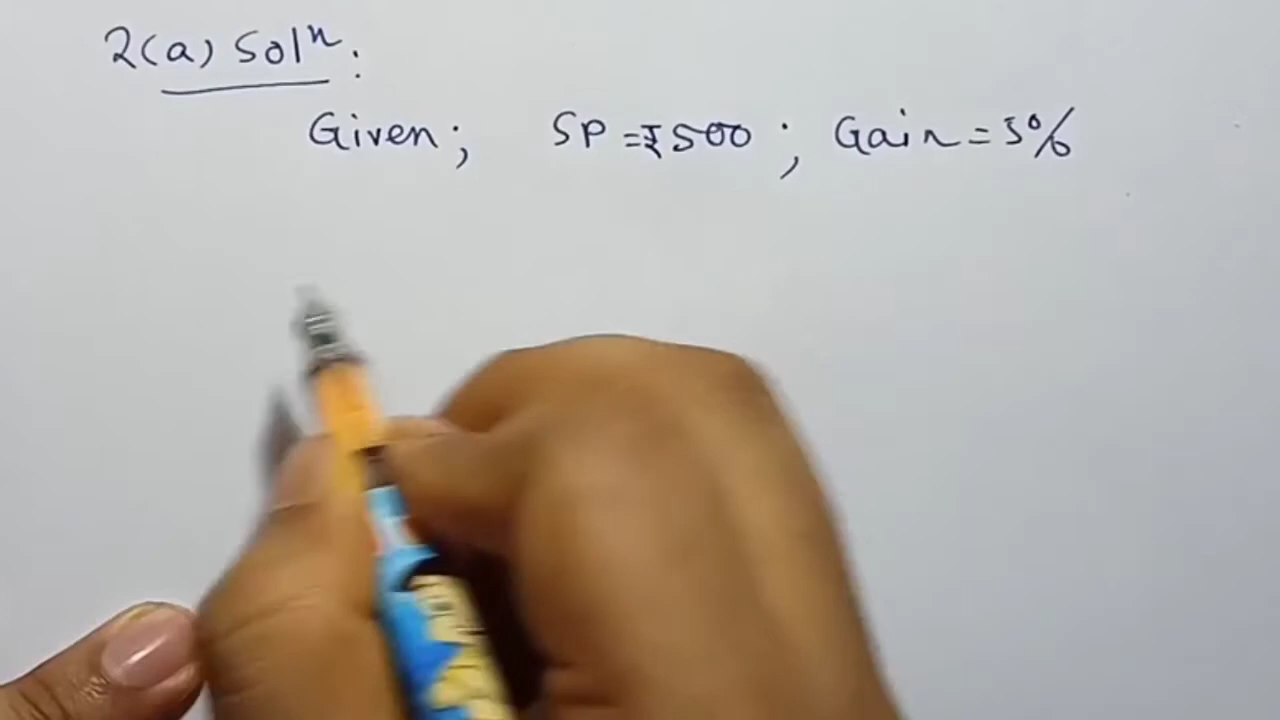 2(a) Solⁿ:
Given; SP = ₹500; Gain = 5%